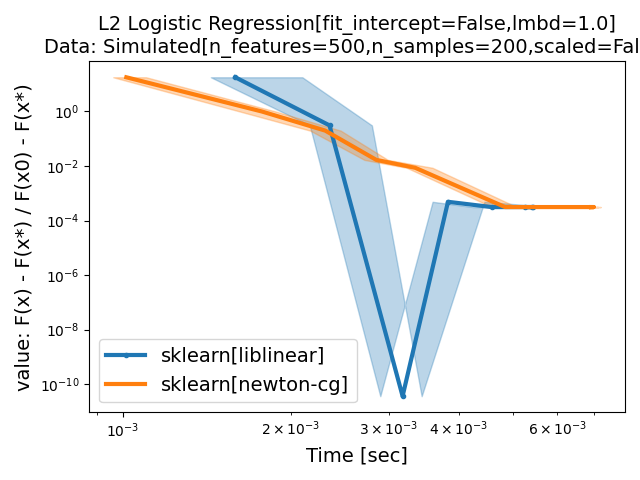 L2 Logistic Regression[fit_intercept=False,lmbd=1.0]
Data: Simulated[n_features=500,n_samples=200,scaled=Fal
value: F(x) - F(x*) / F(x0) - F(x*)
10⁰
10⁻²
10⁻⁴
10⁻⁶
10⁻⁸
10⁻¹⁰
sklearn[liblinear]
sklearn[newton-cg]
10⁻³
2 × 10⁻³
3 × 10⁻³
4 × 10⁻³
6 × 10⁻³
Time [sec]